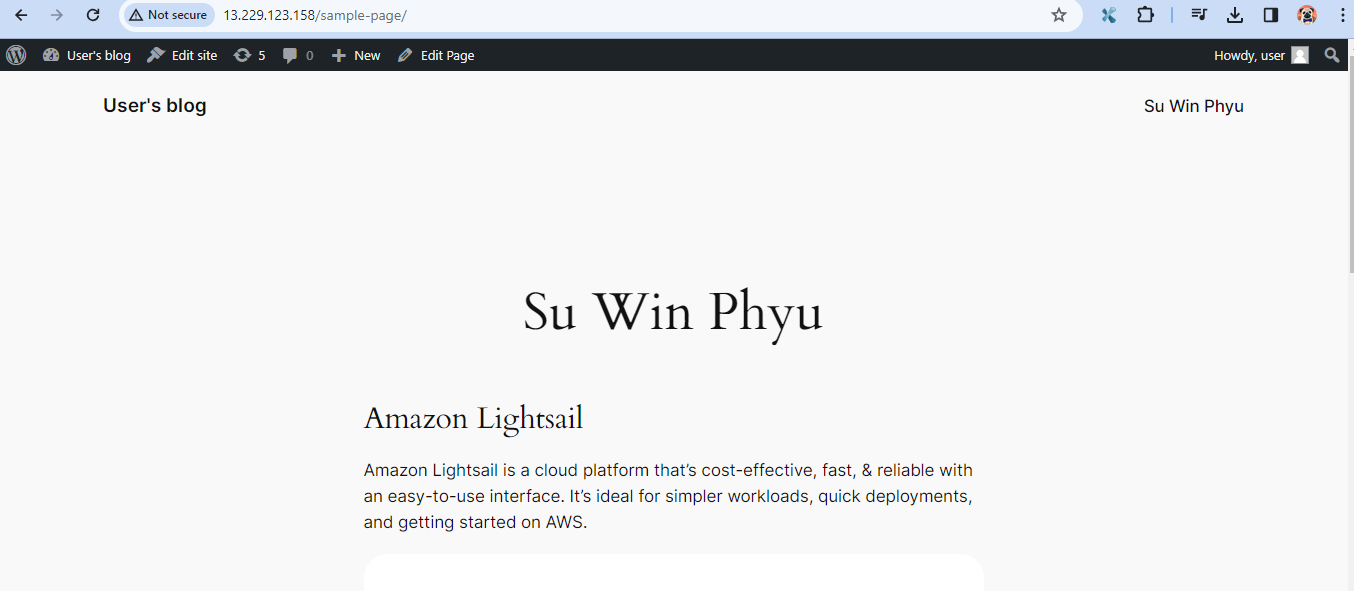 Not secure 13.229.123.158/sample-page/
User's blog Edit site 5 0 New Edit Page Howdy, user
User's blog Su Win Phyu
Su Win Phyu
Amazon Lightsail
Amazon Lightsail is a cloud platform that’s cost-effective, fast, & reliable with
an easy-to-use interface. It’s ideal for simpler workloads, quick deployments,
and getting started on AWS.